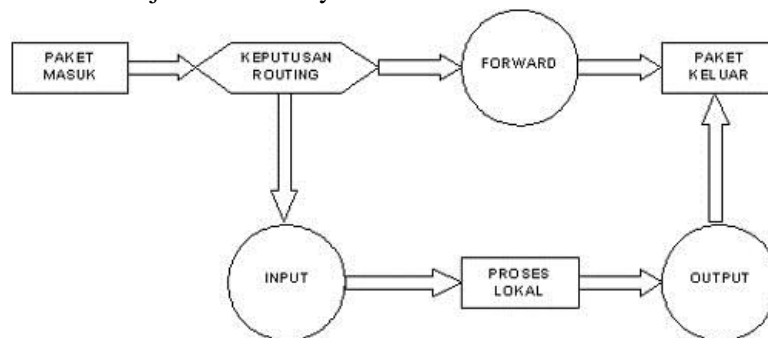 PAKET
MASUK
KEPUTUSAN
ROUTING
FORWARD
PAKET
KELUAR
INPUT
PROSES
LOKAL
OUTPUT